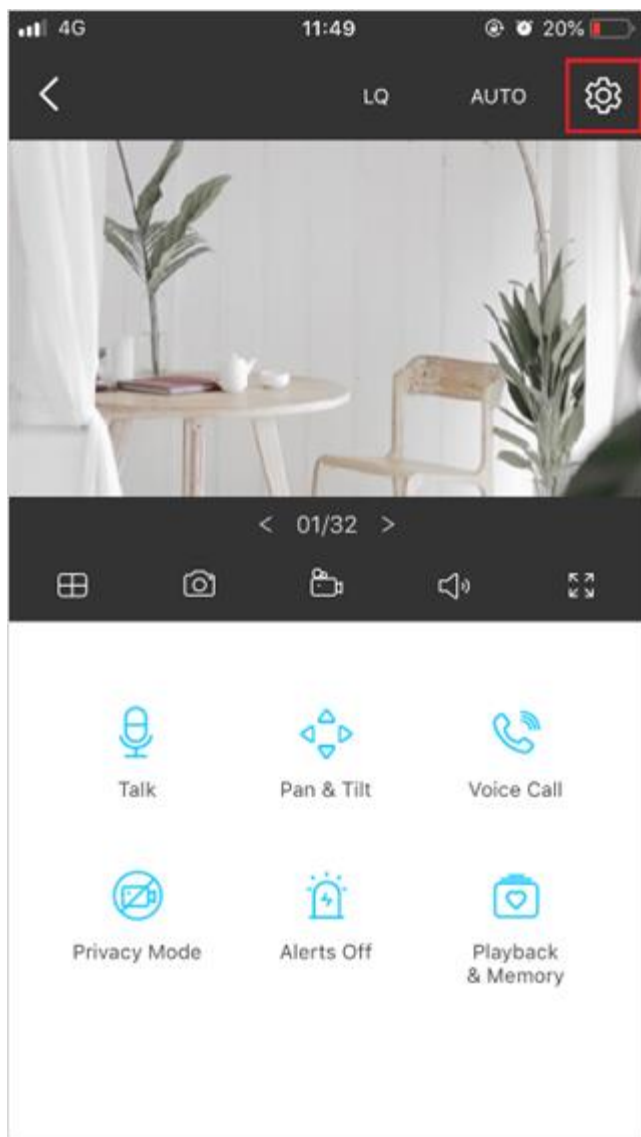 4G 11:49 20%
LQ AUTO
< 01/32 >
Talk Pan & Tilt Voice Call
Privacy Mode Alerts Off Playback
& Memory